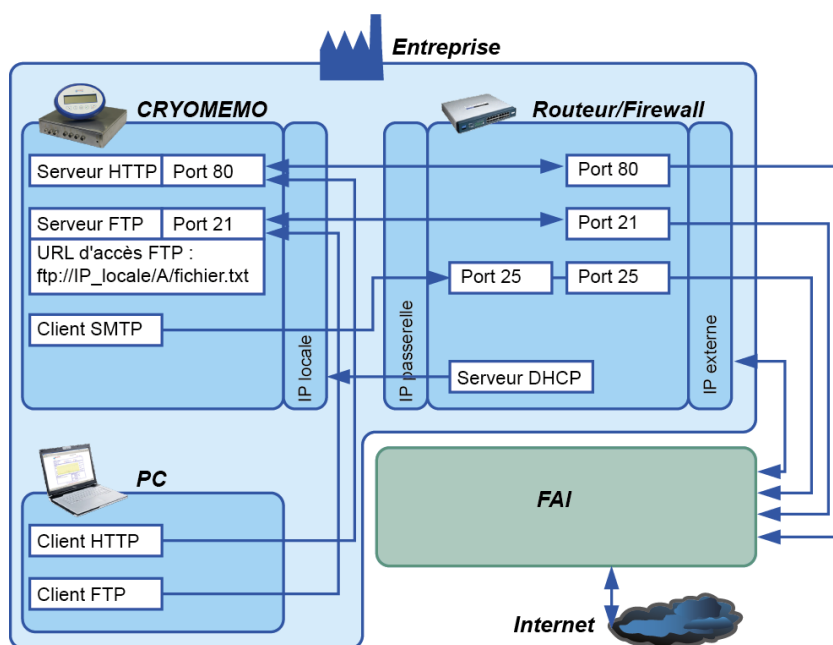 Entreprise
CRYOMEMO
Routeur/Firewall
Serveur HTTP
Port 80
Port 80
Serveur FTP
Port 21
Port 21
URL d'accès FTP :
ftp://IP_locale/A/fichier.txt
Port 25
Port 25
Client SMTP
IP locale
IP passerelle
Serveur DHCP
IP externe
PC
Client HTTP
Client FTP
FAI
Internet